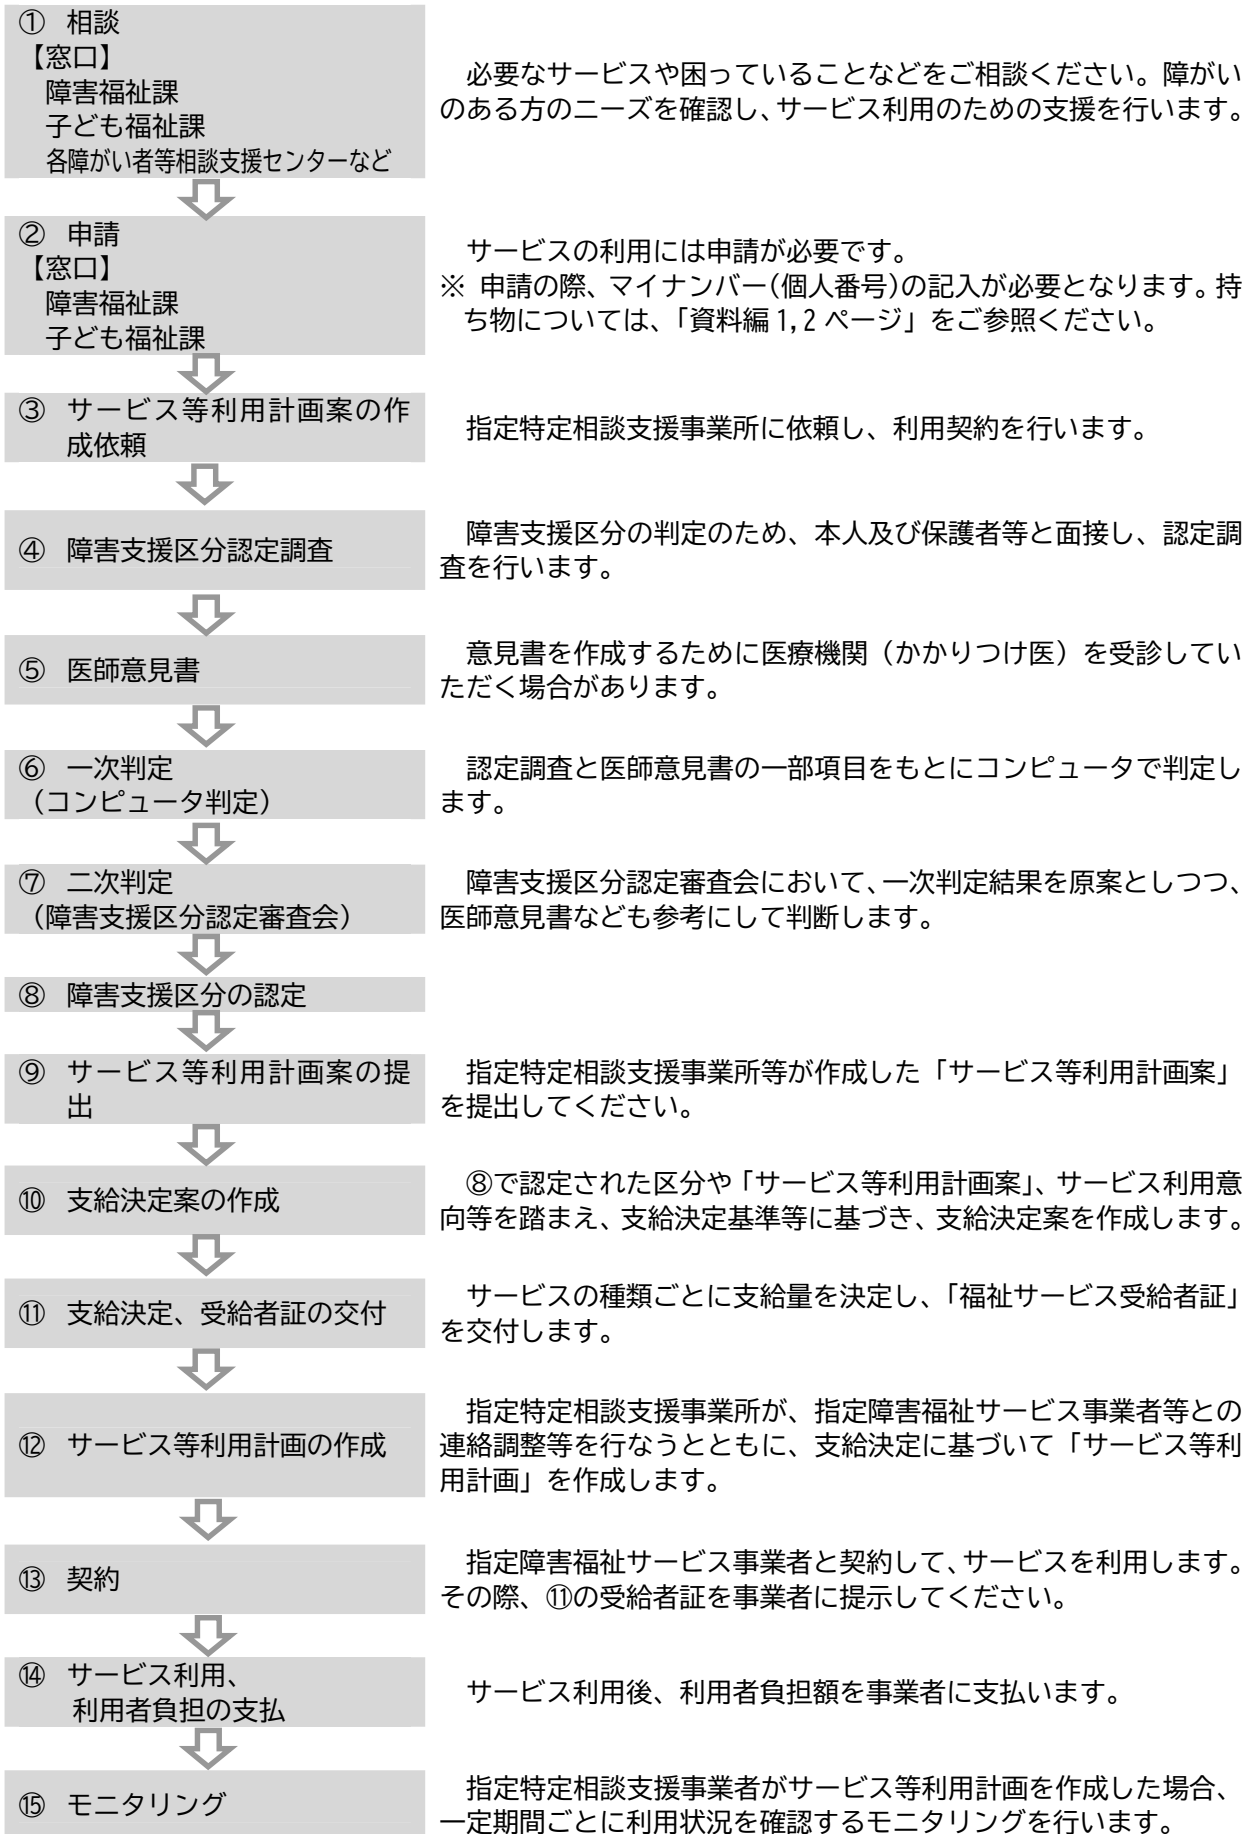 ① 相談
【窓口】
障害福祉課
子ども福祉課
各障がい者等相談支援センターなど
必要なサービスや困っていることなどをご相談ください。障がい
のある方のニーズを確認し、サービス利用のための支援を行います。
② 申請
【窓口】
障害福祉課
子ども福祉課
サービスの利用には申請が必要です。
※ 申請の際、マイナンバー(個人番号)の記入が必要となります。持
ち物については、「資料編1,2ページ」をご参照ください。
③ サービス等利用計画案の作
成依頼
指定特定相談支援事業所に依頼し、利用契約を行います。
④ 障害支援区分認定調査
障害支援区分の判定のため、本人及び保護者等と面接し、認定調
査を行います。
⑤ 医師意見書
意見書を作成するために医療機関（かかりつけ医）を受診してい
ただく場合があります。
⑥ 一次判定
（コンピュータ判定）
認定調査と医師意見書の一部項目をもとにコンピュータで判定し
ます。
⑦ 二次判定
（障害支援区分認定審査会）
障害支援区分認定審査会において、一次判定結果を原案としつつ、
医師意見書なども参考にして判断します。
⑧ 障害支援区分の認定
⑨ サービス等利用計画案の提
出
指定特定相談支援事業所等が作成した「サービス等利用計画案」
を提出してください。
⑩ 支給決定案の作成
⑧で認定された区分や「サービス等利用計画案」、サービス利用意
向等を踏まえ、支給決定基準等に基づき、支給決定案を作成します。
⑪ 支給決定、受給者証の交付
サービスの種類ごとに支給量を決定し、「福祉サービス受給者証」
を交付します。
⑫ サービス等利用計画の作成
指定特定相談支援事業所が、指定障害福祉サービス事業者等との
連絡調整等を行なうとともに、支給決定に基づいて「サービス等利
用計画」を作成します。
⑬ 契約
指定障害福祉サービス事業者と契約して、サービスを利用します。
その際、⑪の受給者証を事業者に提示してください。
⑭ サービス利用、
利用者負担の支払
サービス利用後、利用者負担額を事業者に支払います。
⑮ モニタリング
指定特定相談支援事業者がサービス等利用計画を作成した場合、
一定期間ごとに利用状況を確認するモニタリングを行います。